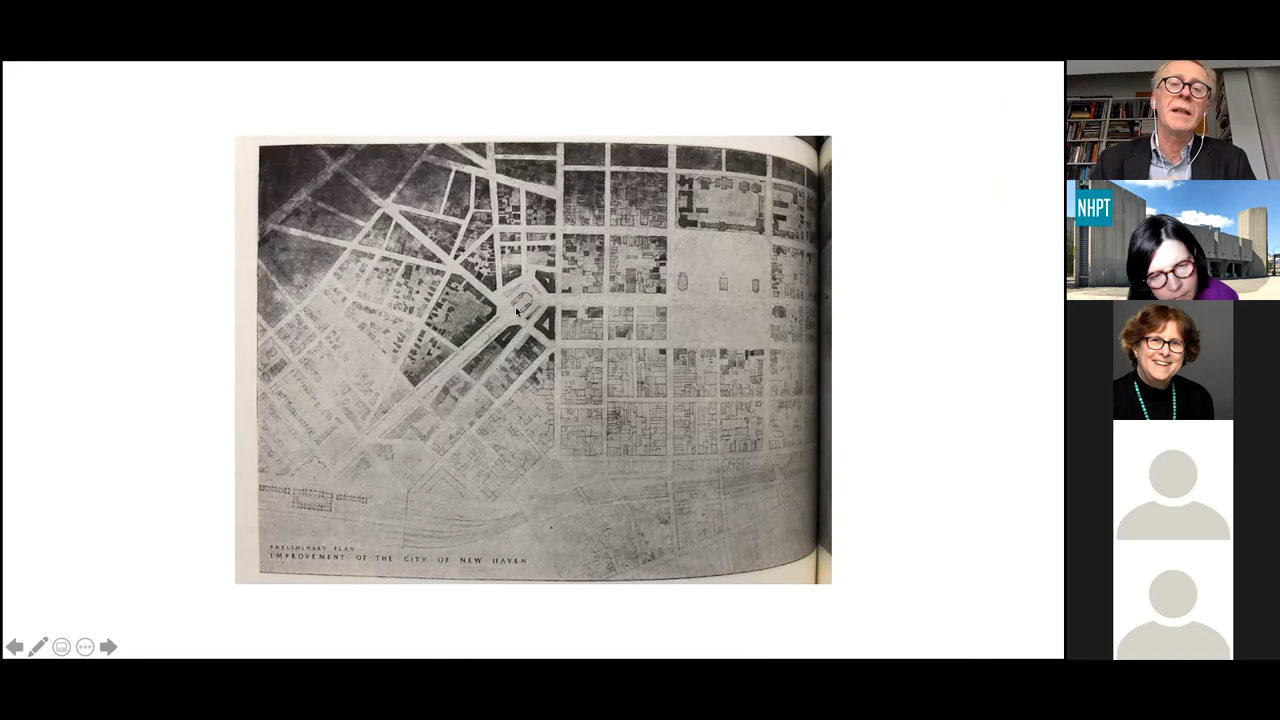 PRELIMINARY PLAN
IMPROVEMENT OF THE CITY OF NEW HAVEN
NHPT